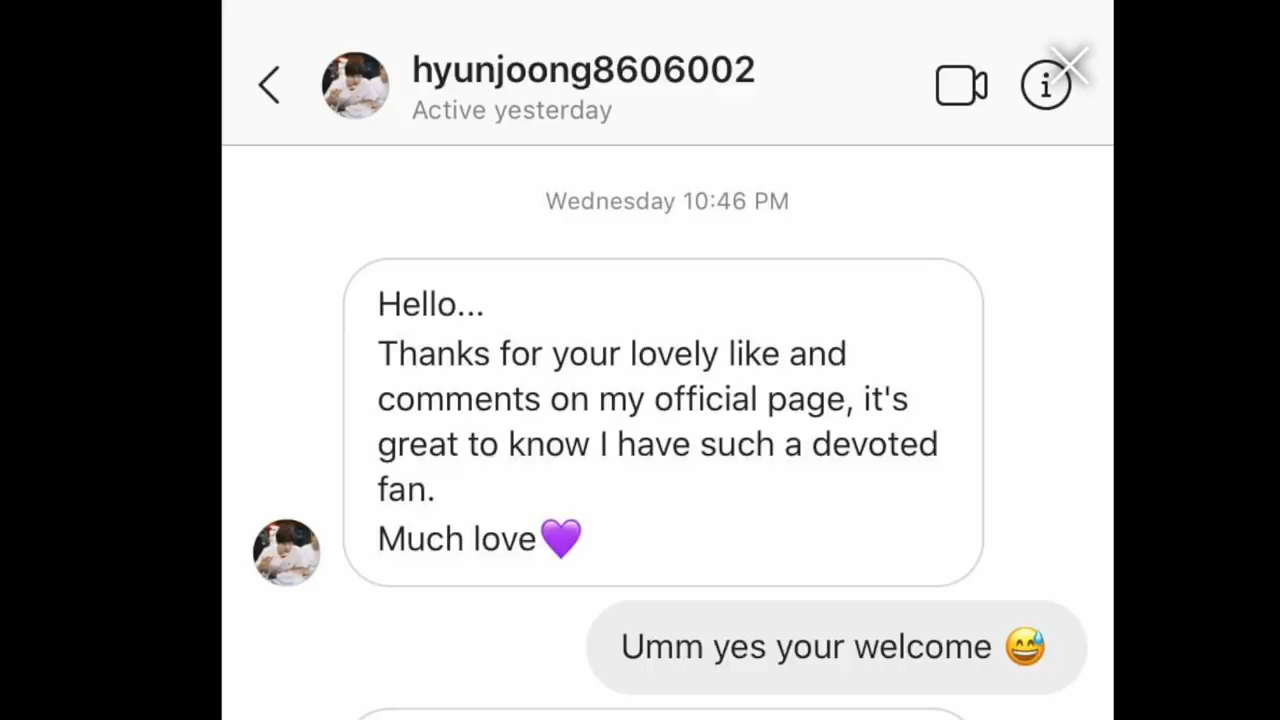 hyunjoong8606002
Active yesterday
Wednesday 10:46 PM
Hello...
Thanks for your lovely like and
comments on my official page, it's
great to know I have such a devoted
fan.
Much love💜
Umm yes your welcome 😅